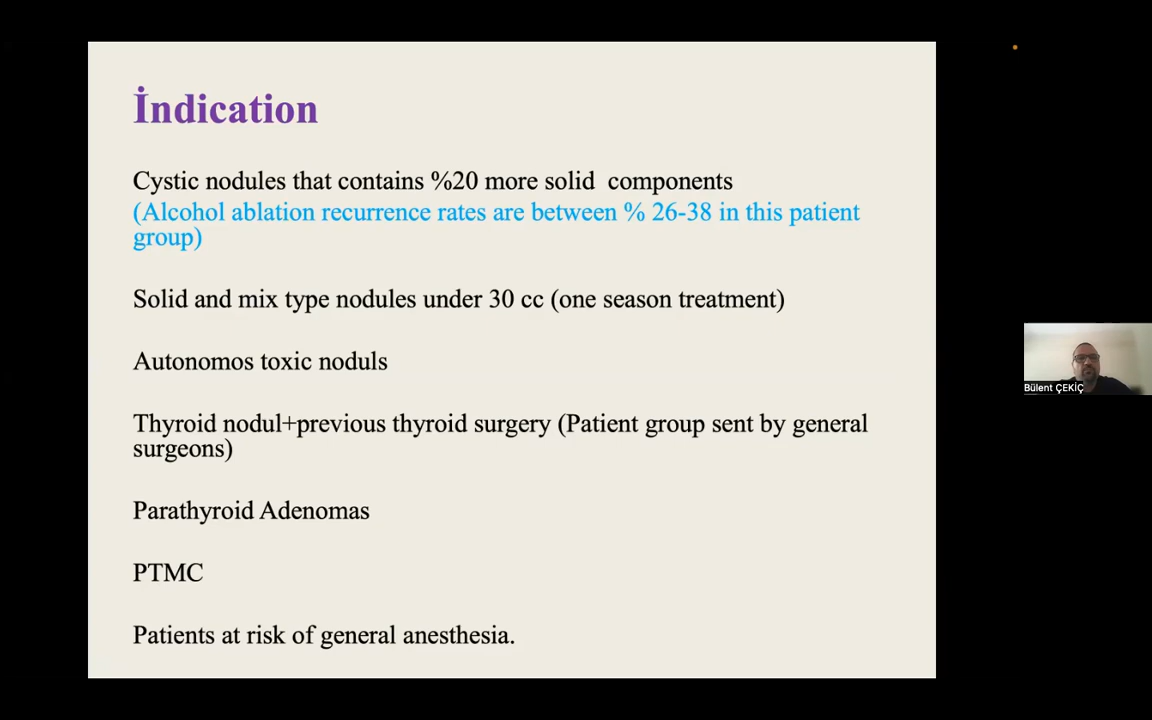 İndication
Cystic nodules that contains %20 more solid components
(Alcohol ablation recurrence rates are between % 26-38 in this patient
group)
Solid and mix type nodules under 30 cc (one season treatment)
Autonomos toxic noduls
Thyroid nodul+previous thyroid surgery (Patient group sent by general
surgeons)
Parathyroid Adenomas
PTMC
Patients at risk of general anesthesia.
Bülent ÇEKİÇ